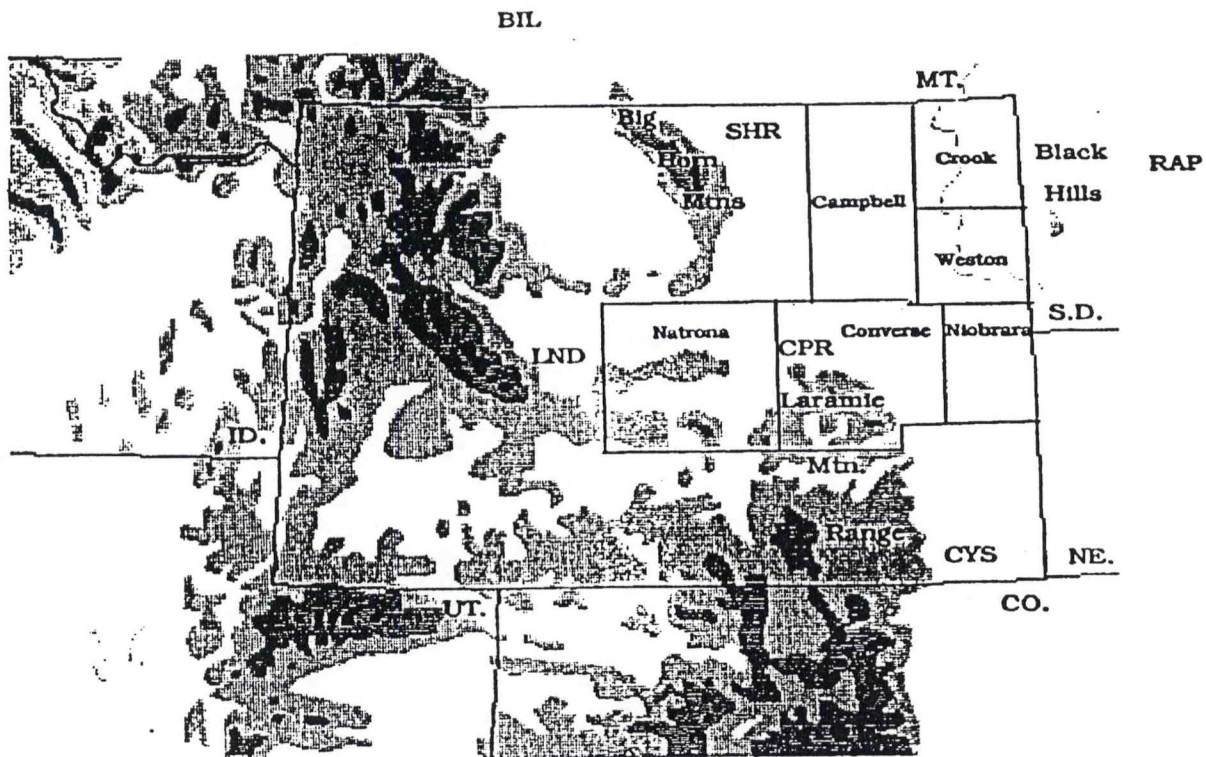 BIL
MT.
Big
SHR
Horn
Crook
Black
RAP
Mtns
Campbell
Hills
Weston
S.D.
Natrona
Converse
Niobrara
LND
CPR
Laramie
ID.
Mtn.
Range
CYS
NE.
UT.
CO.